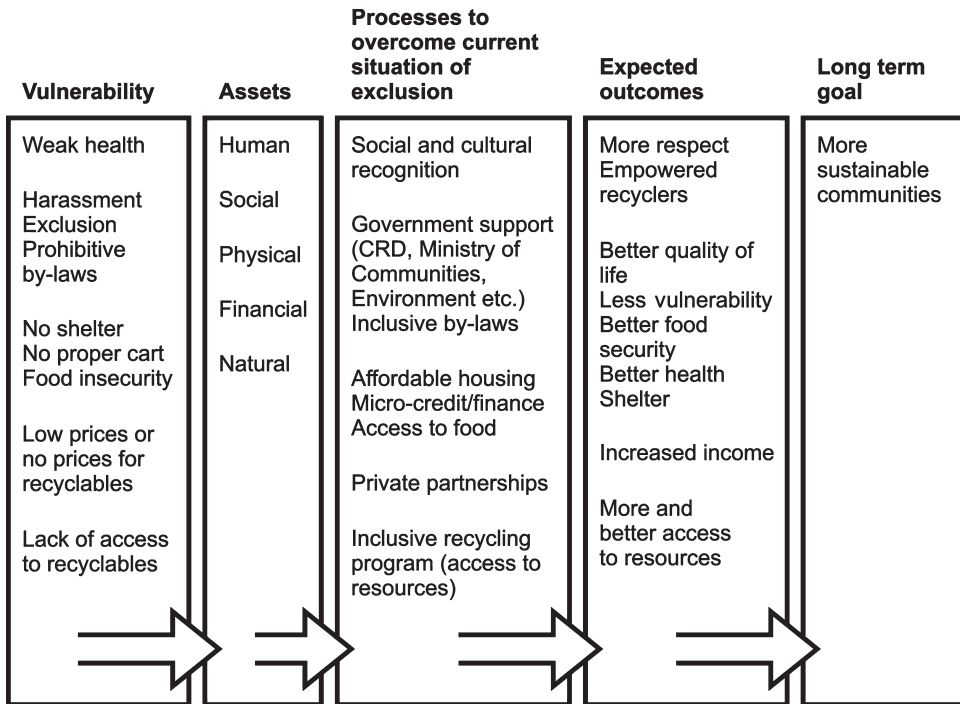 Vulnerability
Weak health
Harassment
Exclusion
Prohibitive
by-laws
No shelter
No proper cart
Food insecurity
Low prices or
no prices for
recyclables
Lack of access
to recyclables
Assets
Human
Social
Physical
Financial
Natural
Processes to
overcome current
situation of
exclusion
Social and cultural
recognition
Government support
(CRD, Ministry of
Communities,
Environment etc.)
Inclusive by-laws
Affordable housing
Micro-credit/finance
Access to food
Private partnerships
Inclusive recycling
program (access to
resources)
Expected
outcomes
More respect
Empowered
recyclers
Better quality of
life
Less vulnerability
Better food
security
Better health
Shelter
Increased income
More and
better access
to resources
Long term
goal
More
sustainable
communities